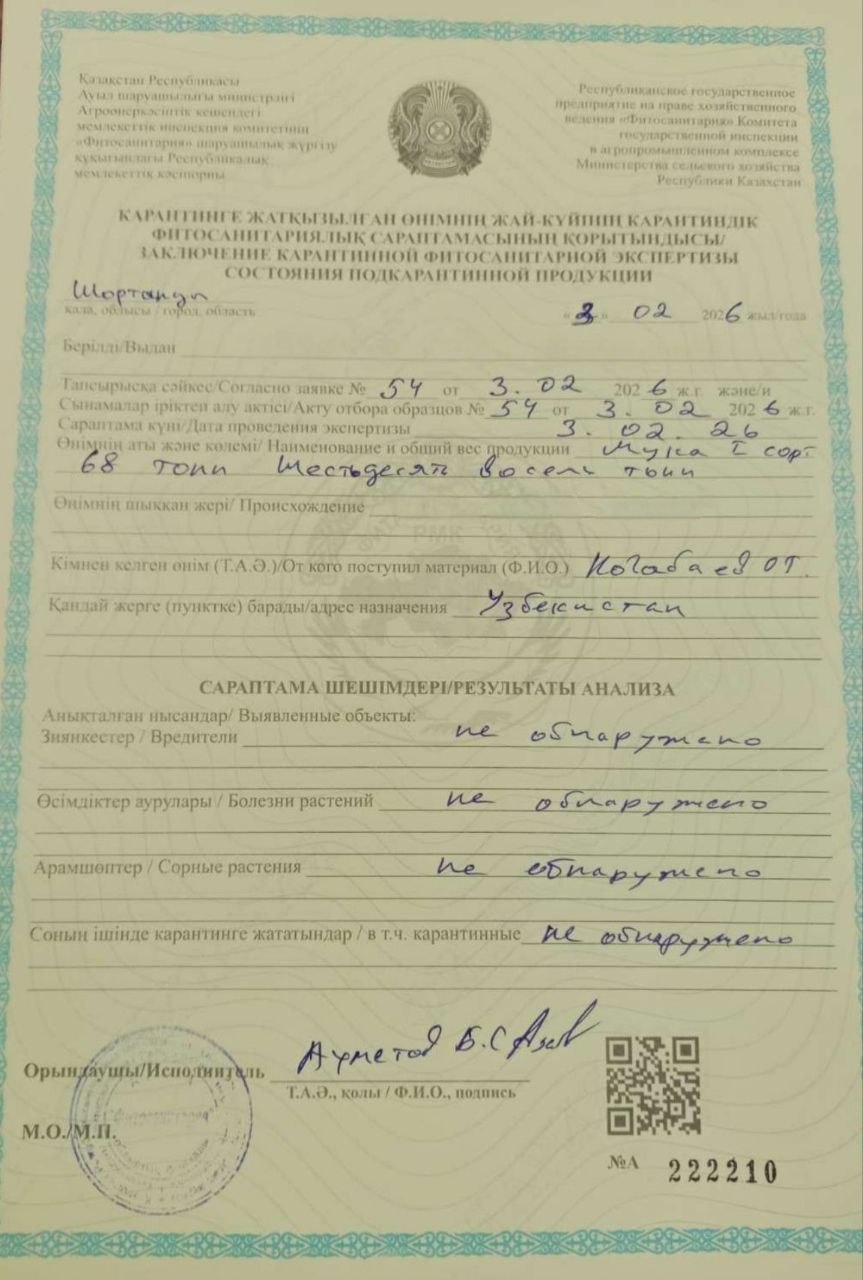 Қазақстан Республикасы
Ауыл шаруашылығы министрлігі
Агроөнеркәсіптік кешендегі
мемлекеттік инспекция комитетінің
«Фитосанитария» шаруашылық жүргізу
құқығындағы Республикалық
мемлекеттік кәсіпорны
Республиканское государственное
предприятие на праве хозяйственного
ведения «Фитосанитария» Комитета
государственной инспекции
в агропромышленном комплексе
Министерства сельского хозяйства
Республики Казахстан
КАРАНТИНГЕ ЖАТҚЫЗЫЛҒАН ӨНІМНІҢ ЖАЙ-КҮЙІНІҢ КАРАНТИНДІК
ФИТОСАНИТАРИЯЛЫҚ САРАПТАМАСЫНЫҢ ҚОРЫТЫНДЫСЫ/
ЗАКЛЮЧЕНИЕ КАРАНТИННОЙ ФИТОСАНИТАРНОЙ ЭКСПЕРТИЗЫ
СОСТОЯНИЯ ПОДКАРАНТИННОЙ ПРОДУКЦИИ
Шортанды
қала, облысы / город, область
« 3 » 02 2026 жыл/года
Берілді/Выдан
Тапсырысқа сәйкес/Согласно заявке № 54 от 3.02 2026 ж.г. және/и
Сынамалар іріктеп алу актісі/Акту отбора образцов № 54 от 3.02 2026 ж.г.
Сараптама күні/Дата проведения экспертизы 3.02.26
Өнімнің аты және көлемі/ Наименование и общий вес продукции Мука I сорт
68 тонн Шестьдесят восемь тонн
Өнімнің шыққан жері/ Происхождение
РМК
Кімнен келген өнім (Т.А.Ә.)/От кого поступил материал (Ф.И.О.)
Қандай жерге (пунктке) барады/адрес назначения Узбекистан
САРАПТАМА ШЕШІМДЕРІ/РЕЗУЛЬТАТЫ АНАЛИЗА
Анықталған нысандар/ Выявленные объекты:
Зиянкестер / Вредители не обнаружено
Өсімдіктер аурулары / Болезни растений не обнаружено
Арамшөптер / Сорные растения не обнаружено
Соның ішінде карантинге жататындар / в т.ч. карантинные не обнаружено
Орындаушы/Исполнитель Ахметов Б.С
Т.А.Ә., қолы / Ф.И.О., подпись
М.О./М.П.
№А 222210